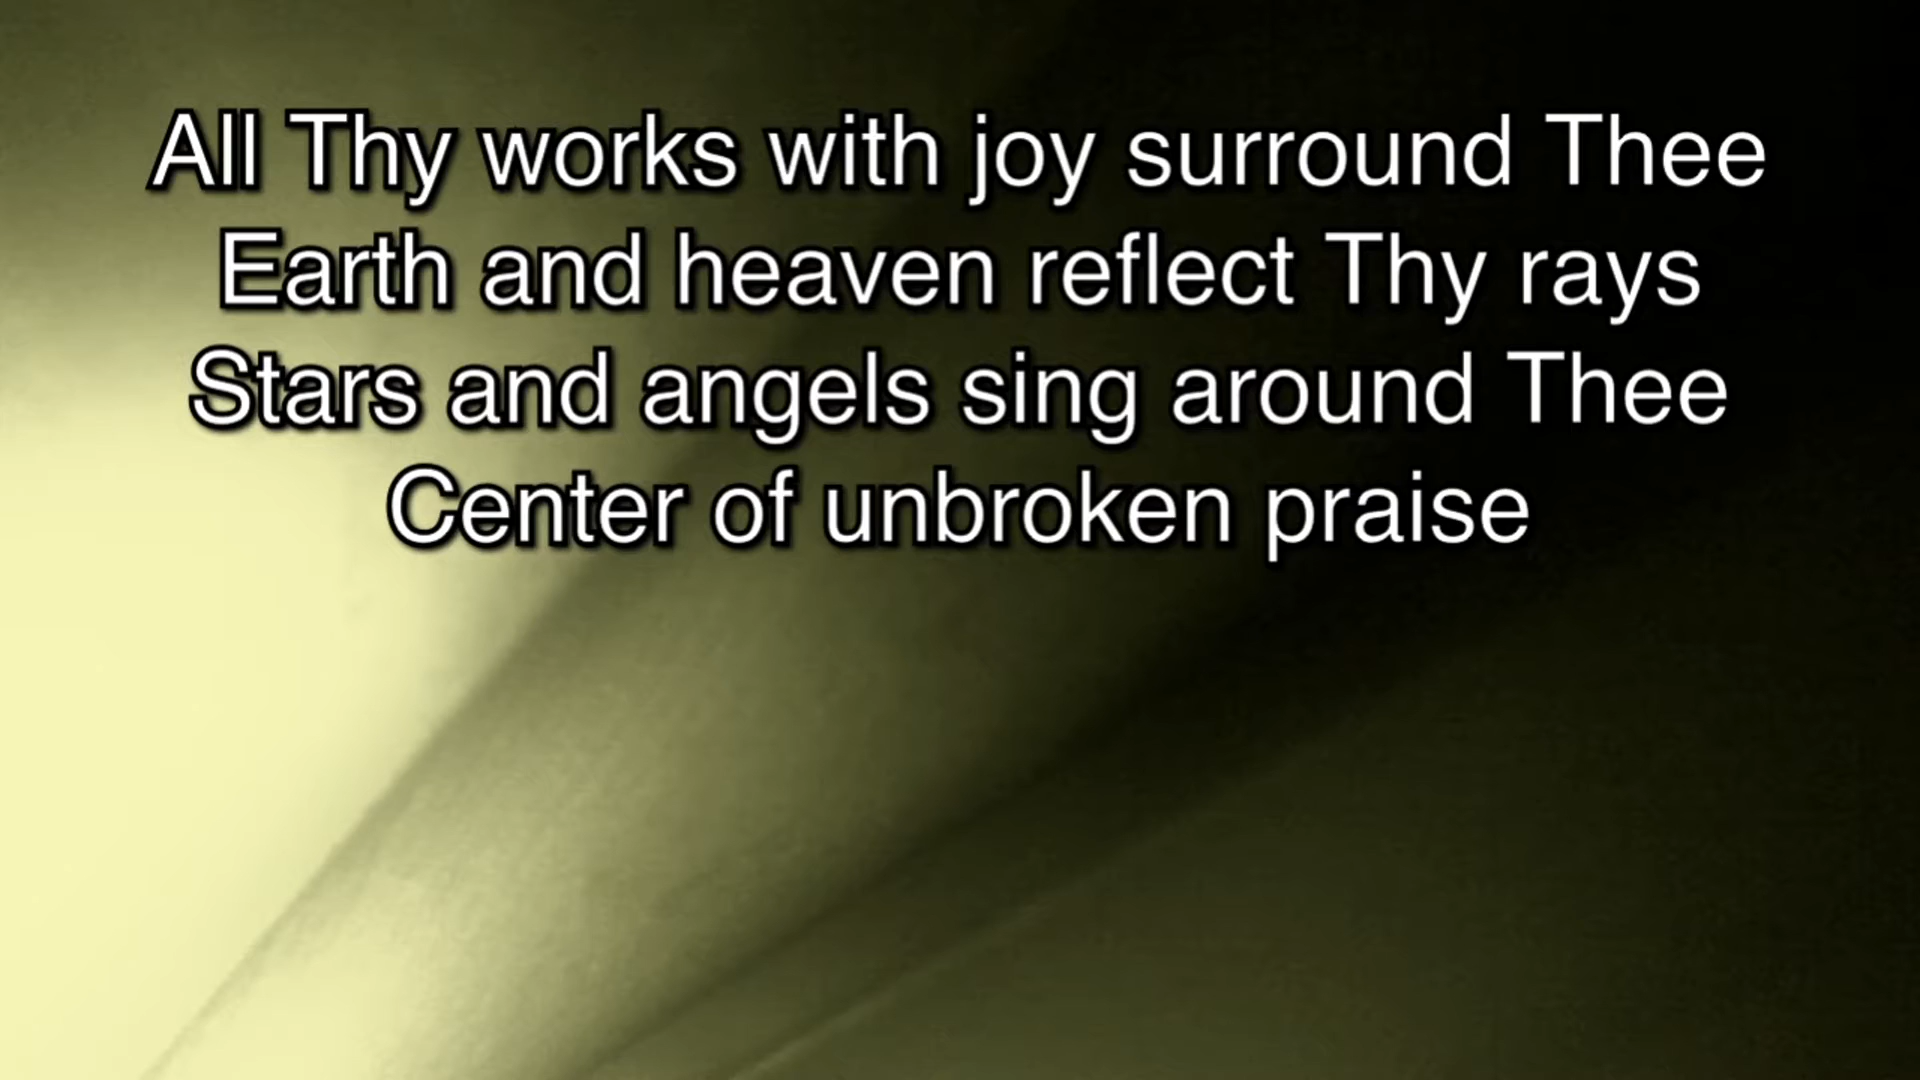 All Thy works with joy surround Thee
Earth and heaven reflect Thy rays
Stars and angels sing around Thee
Center of unbroken praise